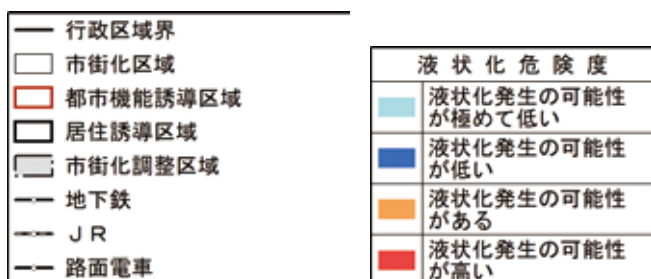 行政区域界
市街化区域
都市機能誘導区域
居住誘導区域
市街化調整区域
地下鉄
JR
路面電車
液状化危険度
液状化発生の可能性
が極めて低い
液状化発生の可能性
が低い
液状化発生の可能性
がある
液状化発生の可能性
が高い